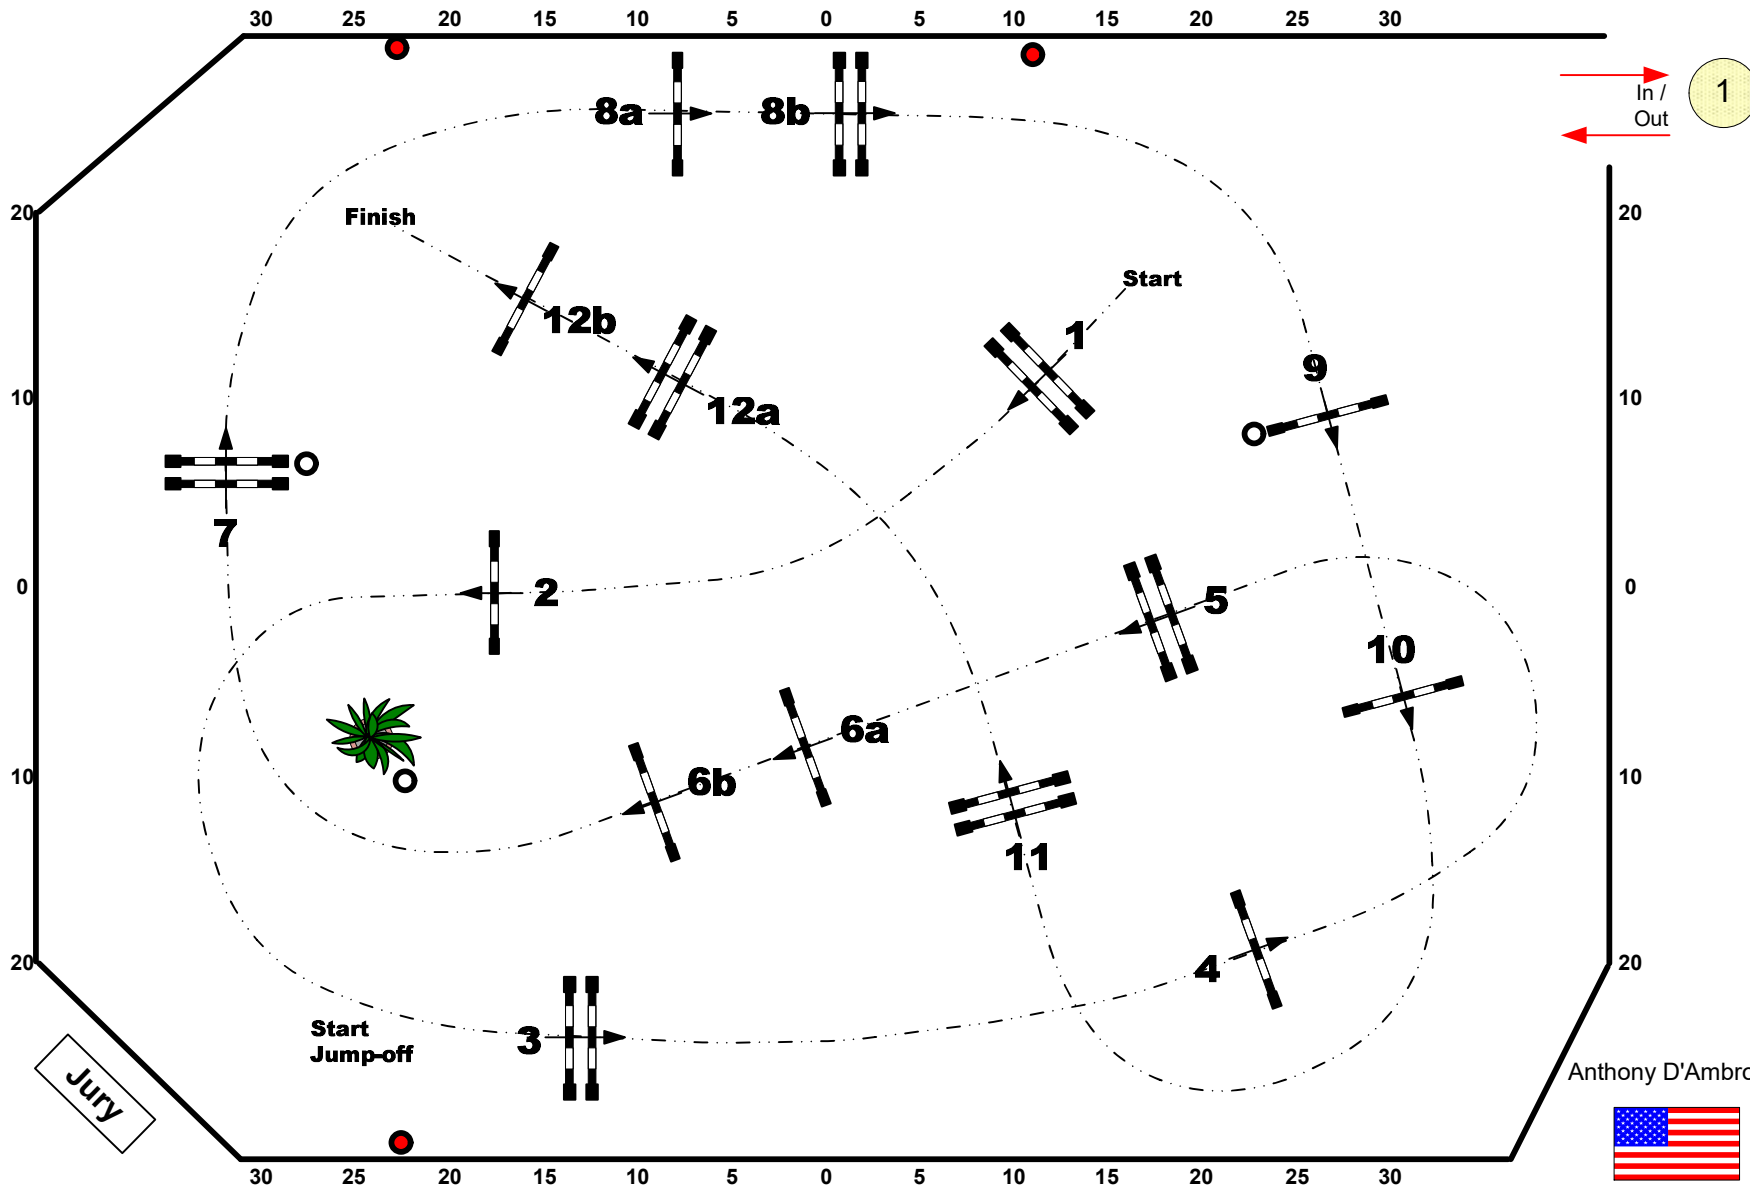 30 25 20 15 10 5 0 5 10 15 20 25 30
8a 8b
In /
Out
1
20 Finish 20
Start
12b 1
9
10 12a 10
7
0 2 5 0
10
6a
10 6b 10
11
20 4 20
3
Start
Jump-off
Jury
Anthony D'Ambro
30 25 20 15 10 5 0 5 10 15 20 25 30